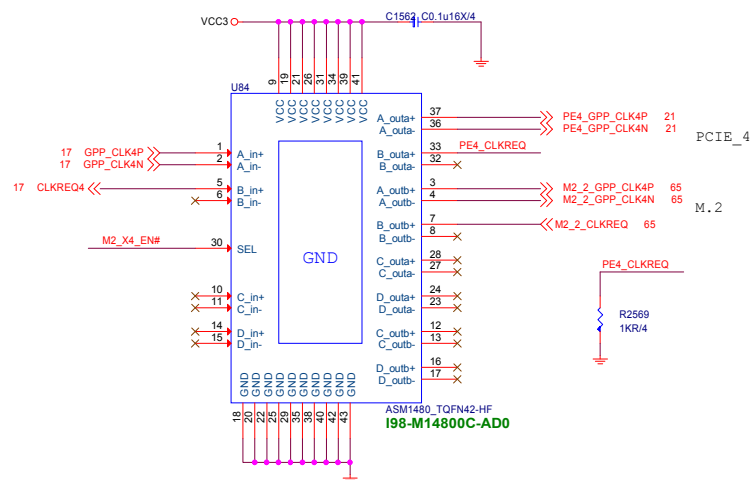 VCC3
C1562 C0.1u16X/4
U84
9 19 21 26 31 34 39 41
VCC VCC VCC VCC VCC VCC VCC VCC
A_outa+ 37 PE4_GPP_CLK4P 21
A_outa- 36 PE4_GPP_CLK4N 21
PCIE_4
17 GPP_CLK4P 1 A_in+
17 GPP_CLK4N 2 A_in-
B_outa+ 33 PE4_CLKREQ
B_outa- 32
17 CLKREQ4 5 B_in+
6 B_in-
A_outb+ 3 M2_2_GPP_CLK4P 65
A_outb- 4 M2_2_GPP_CLK4N 65
M.2
B_outb+ 7 M2_2_CLKREQ 65
B_outb- 8
M2_X4_EN# 30 SEL
GND
C_outa+ 28
C_outa- 27
PE4_CLKREQ
10 C_in+
11 C_in-
D_outa+ 24
D_outa- 23
R2569
1KR/4
14 D_in+
15 D_in-
C_outb+ 12
C_outb- 13
D_outb+ 16
D_outb- 17
GND GND GND GND GND GND GND GND GND GND
18 20 22 25 29 35 38 40 42 43
ASM1480_TQFN42-HF
I98-M14800C-AD0